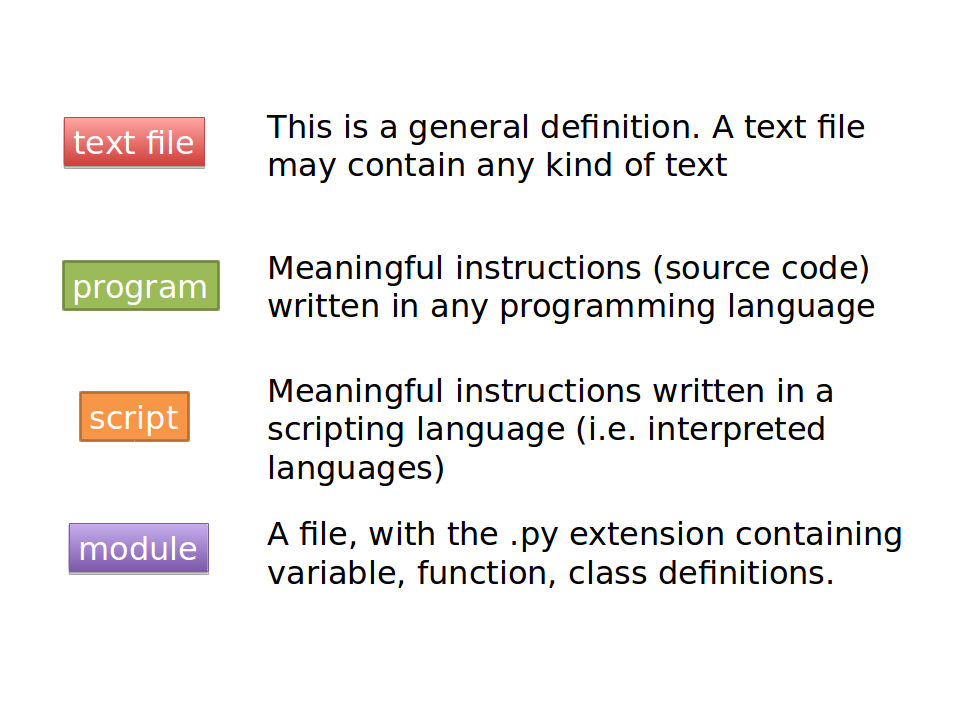 text file
This is a general definition. A text file
may contain any kind of text
program
Meaningful instructions (source code)
written in any programming language
script
Meaningful instructions written in a
scripting language (i.e. interpreted
languages)
module
A file, with the .py extension containing
variable, function, class definitions.